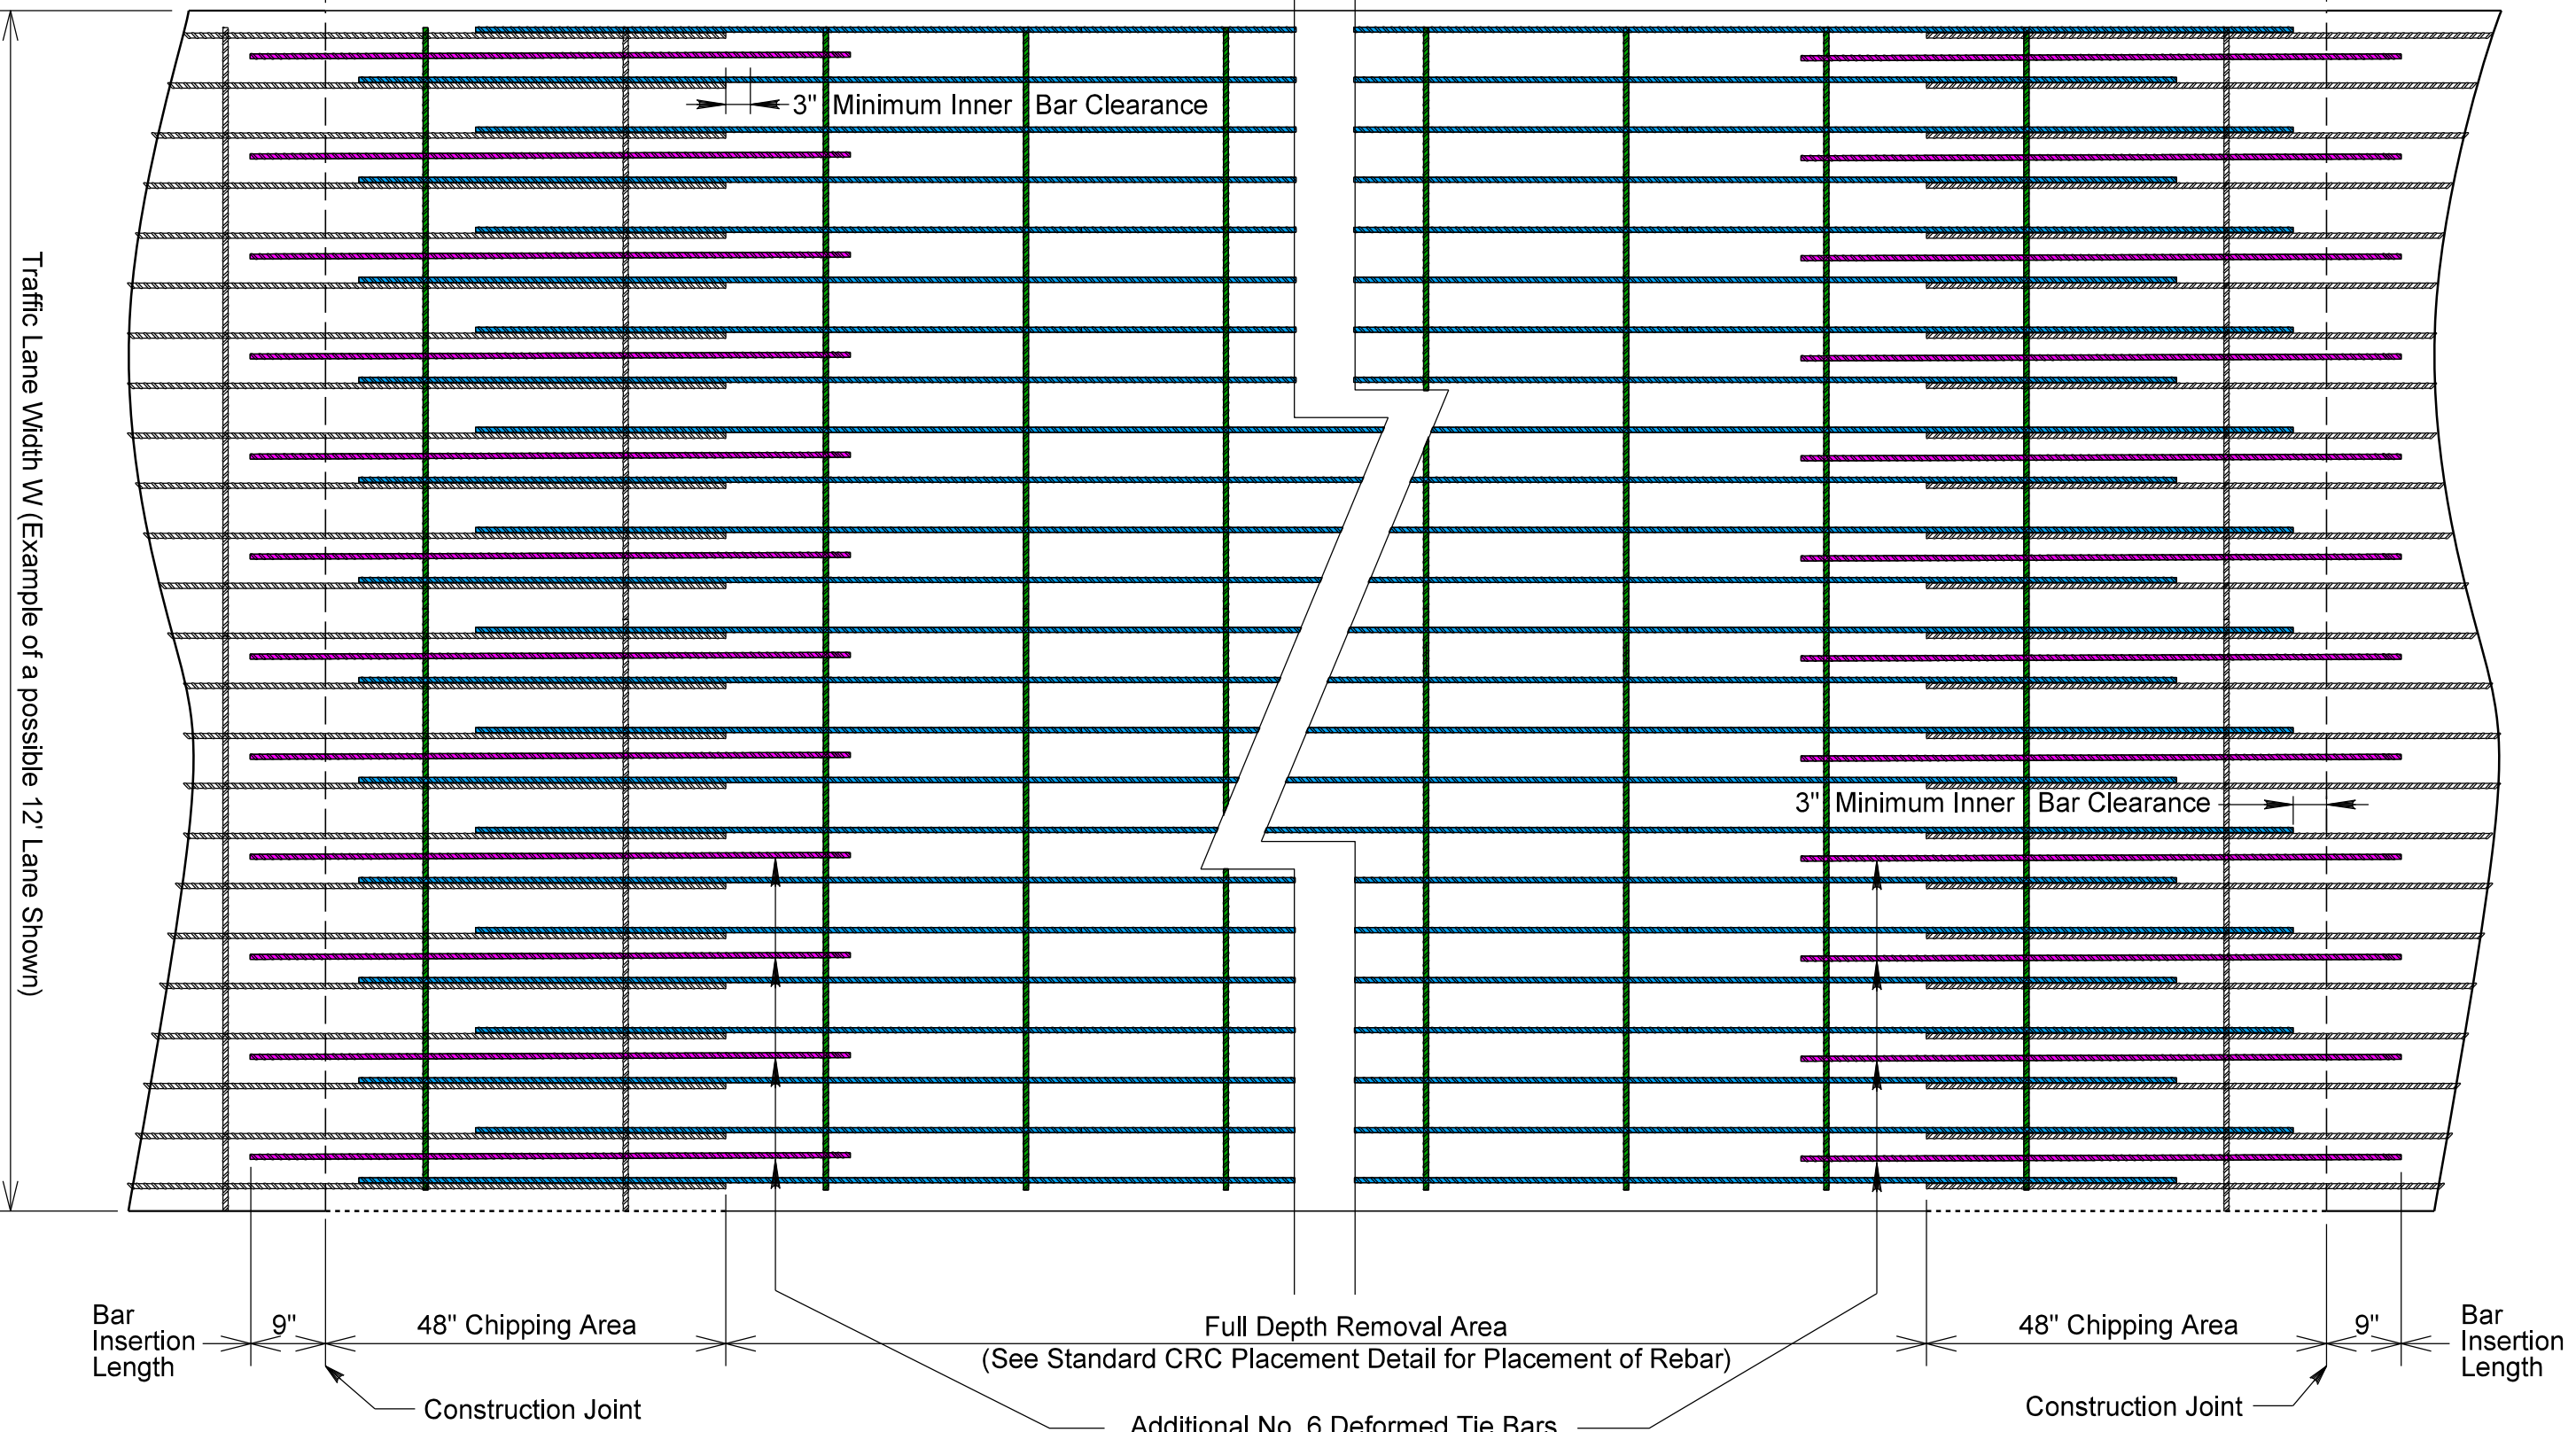 3" Minimum Inner Bar Clearance
Traffic Lane Width W (Example of a possible 12' Lane Shown)
3" Minimum Inner Bar Clearance
Bar
Insertion
Length
9"
48" Chipping Area
Full Depth Removal Area
(See Standard CRC Placement Detail for Placement of Rebar)
48" Chipping Area
9"
Bar
Insertion
Length
Construction Joint
Construction Joint
Additional No. 6 Deformed Tie Bars